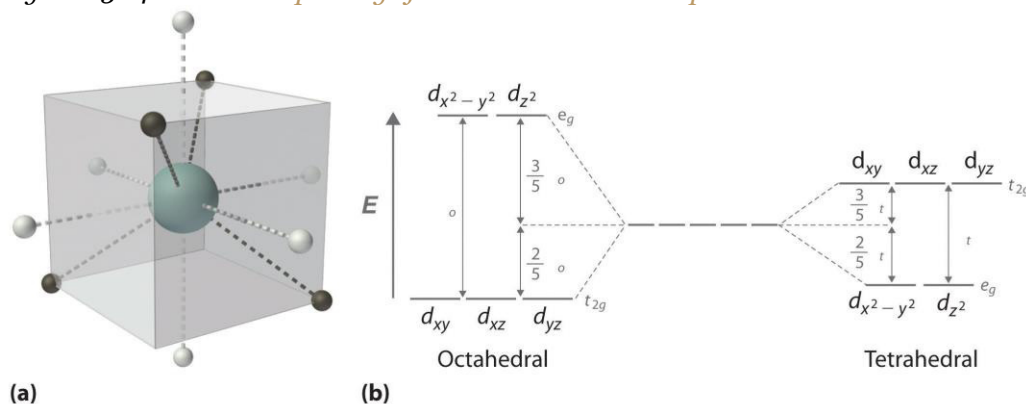 d_{x² − y²} d_{z²} e_g
E
o
3/5 o
2/5 o
t_{2g}
d_{xy} d_{xz} d_{yz}
Octahedral
d_{xy} d_{xz} d_{yz}
t_{2g}
3/5 t
2/5 t
t
e_g
d_{x² − y²} d_{z²}
Tetrahedral
(a)
(b)